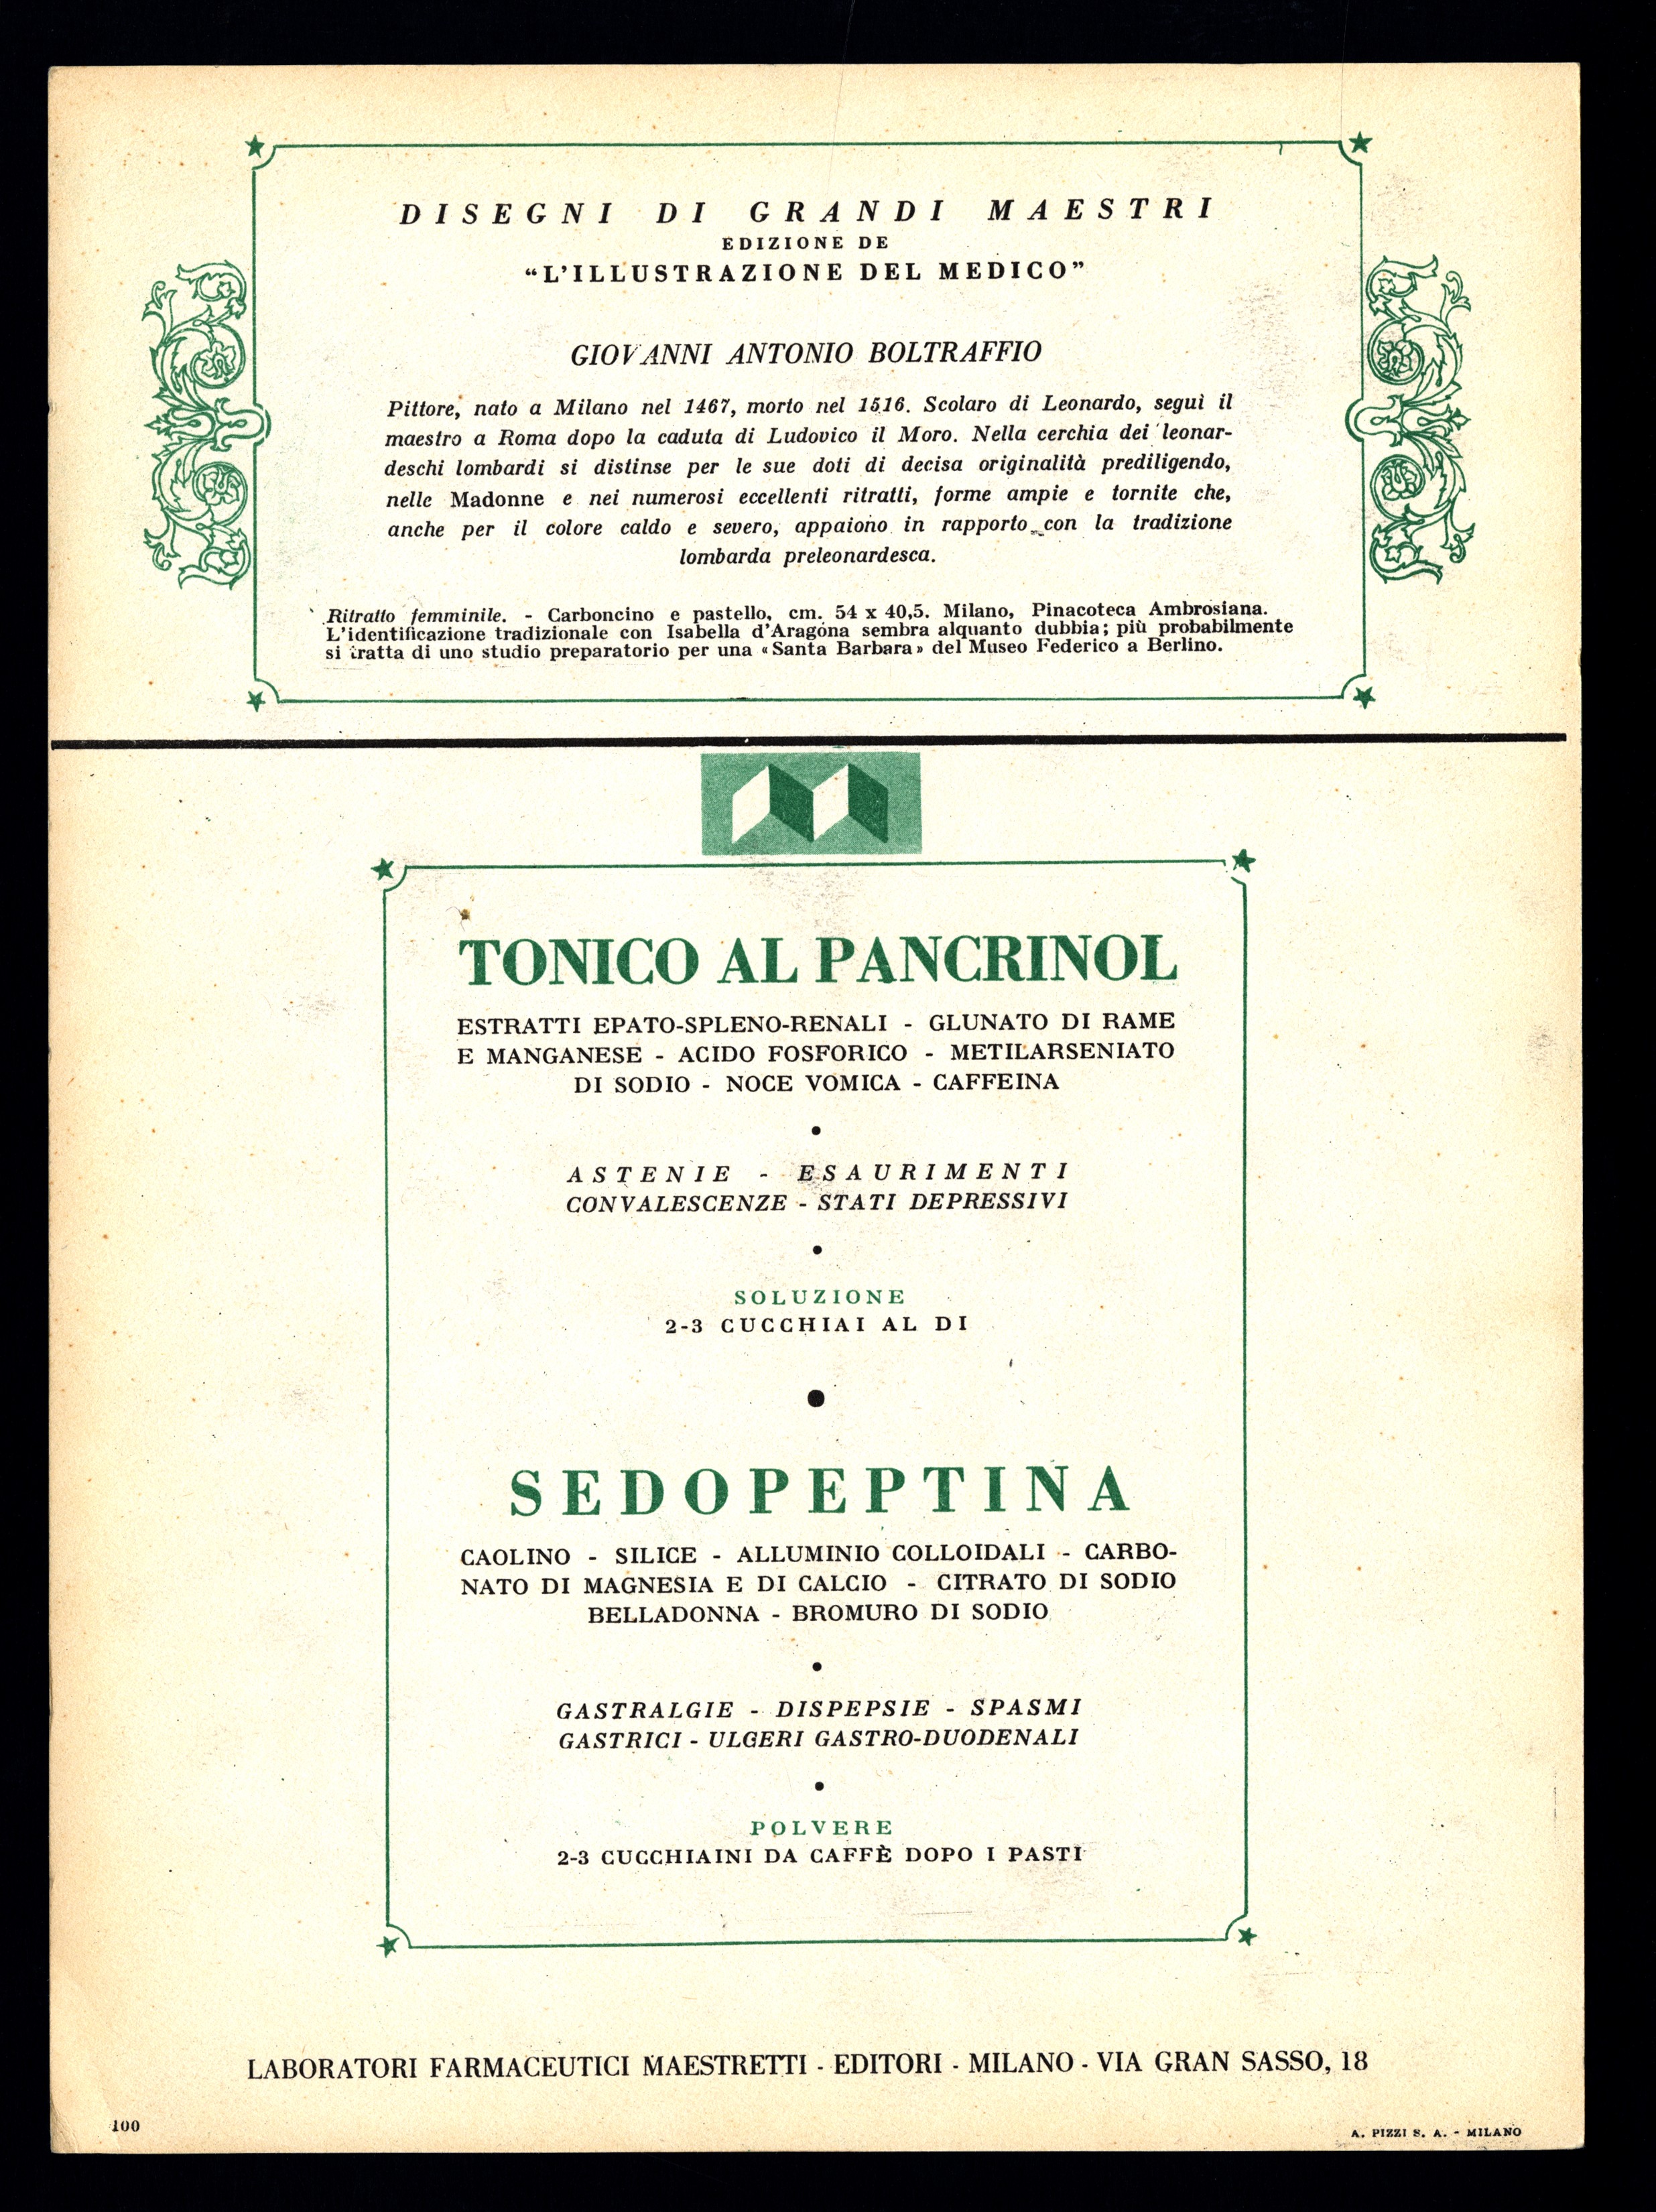 DISEGNI DI GRANDI MAESTRI
EDIZIONE DE
“L’ILLUSTRAZIONE DEL MEDICO”
GIOVANNI ANTONIO BOLTRAFFIO
Pittore, nato a Milano nel 1467, morto nel 1516. Scolaro di Leonardo, seguì il
maestro a Roma dopo la caduta di Ludovico il Moro. Nella cerchia dei leonar-
deschi lombardi si distinse per le sue doti di decisa originalità prediligendo,
nelle Madonne e nei numerosi eccellenti ritratti, forme ampie e tornite che,
anche per il colore caldo e severo, appaiono in rapporto con la tradizione
lombarda preleonardesca.
Ritratto femminile. - Carboncino e pastello, cm. 54 x 40,5. Milano, Pinacoteca Ambrosiana.
L’identificazione tradizionale con Isabella d’Aragona sembra alquanto dubbia; più probabilmente
si tratta di uno studio preparatorio per una «Santa Barbara» del Museo Federico a Berlino.
TONICO AL PANCRINOL
ESTRATTI EPATO-SPLENO-RENALI - GLUNATO DI RAME
E MANGANESE - ACIDO FOSFORICO - METILARSENIATO
DI SODIO - NOCE VOMICA - CAFFEINA
ASTENIE - ESAURIMENTI
CONVALESCENZE - STATI DEPRESSIVI
SOLUZIONE
2-3 CUCCHIAI AL DI
SEDOPEPTINA
CAOLINO - SILICE - ALLUMINIO COLLOIDALI - CARBO-
NATO DI MAGNESIA E DI CALCIO - CITRATO DI SODIO
BELLADONNA - BROMURO DI SODIO
GASTRALGIE - DISPEPSIE - SPASMI
GASTRICI - ULCERI GASTRO-DUODENALI
POLVERE
2-3 CUCCHIAINI DA CAFFÈ DOPO I PASTI
LABORATORI FARMACEUTICI MAESTRETTI - EDITORI - MILANO - VIA GRAN SASSO, 18
100
A. PIZZI S. A. - MILANO